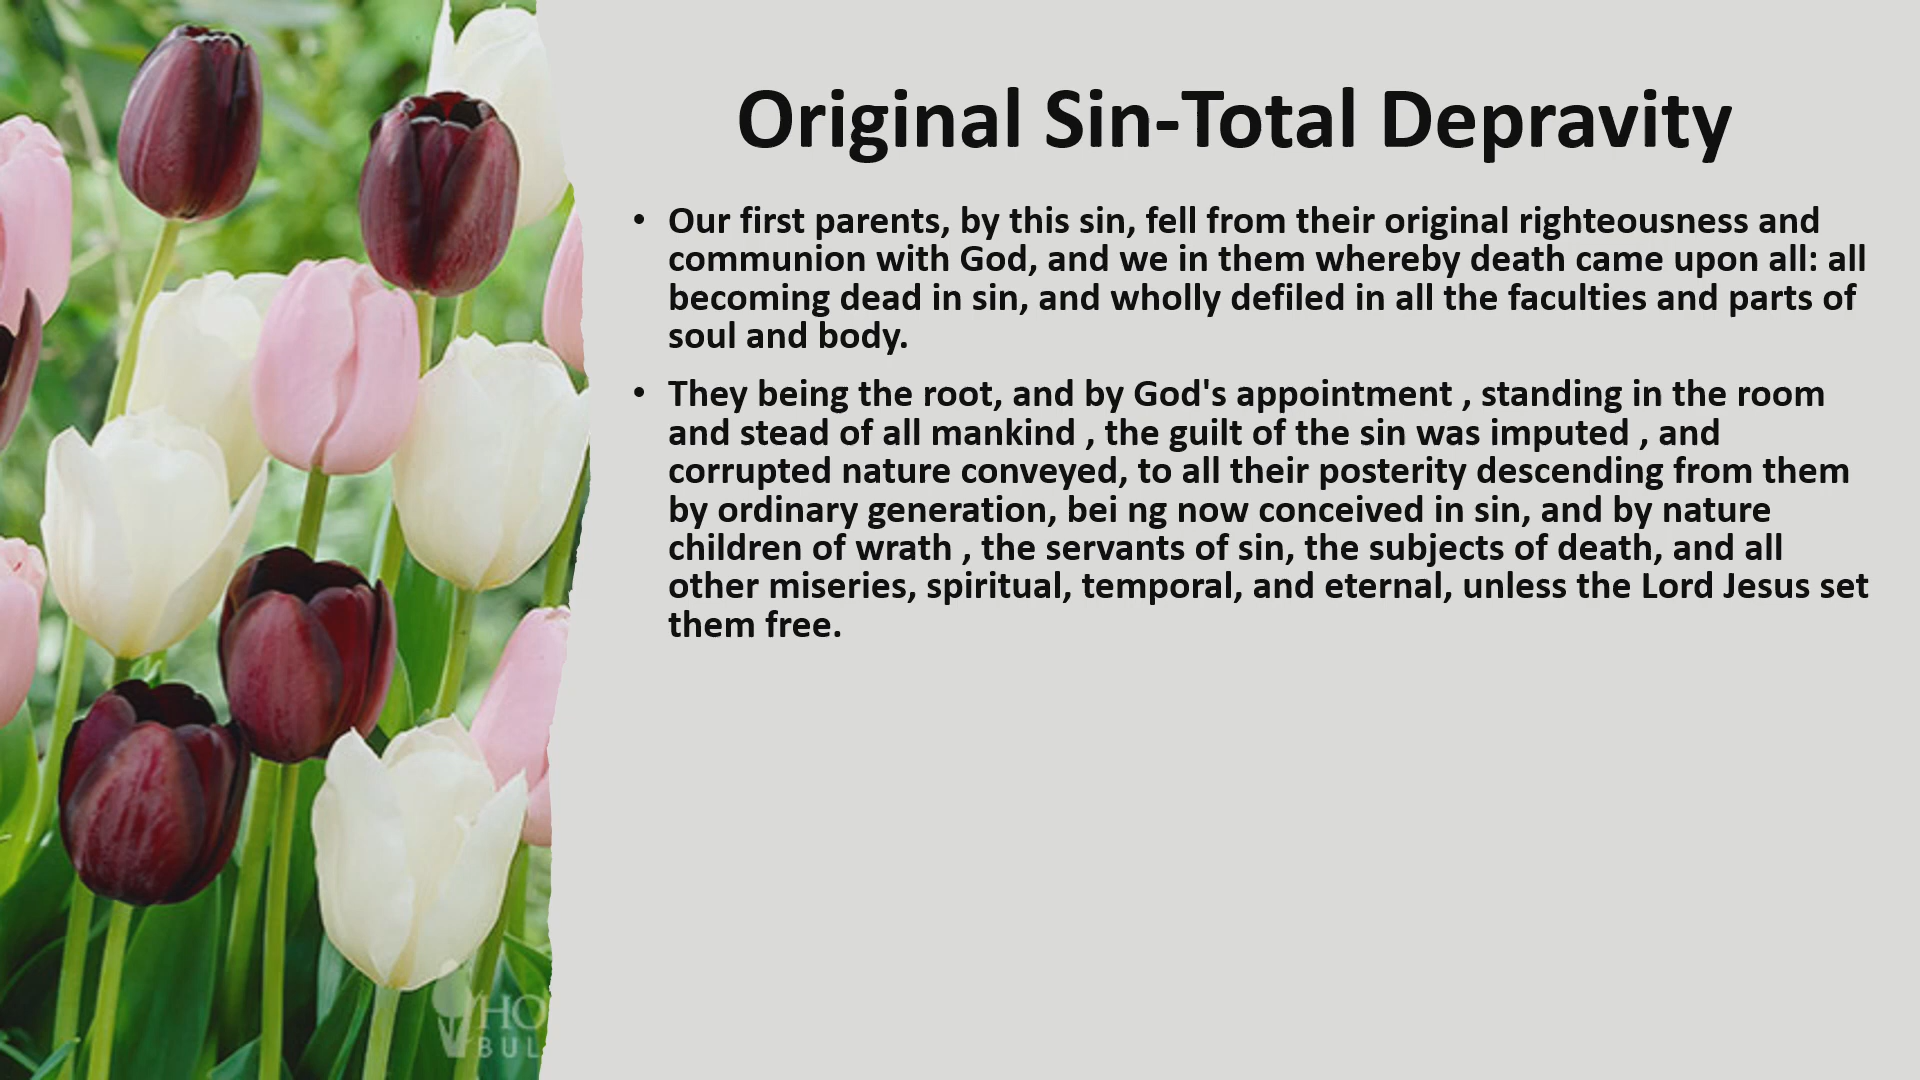 Original Sin-Total Depravity
• Our first parents, by this sin, fell from their original righteousness and
communion with God, and we in them whereby death came upon all: all
becoming dead in sin, and wholly defiled in all the faculties and parts of
soul and body.
• They being the root, and by God's appointment , standing in the room
and stead of all mankind , the guilt of the sin was imputed , and
corrupted nature conveyed, to all their posterity descending from them
by ordinary generation, bei ng now conceived in sin, and by nature
children of wrath , the servants of sin, the subjects of death, and all
other miseries, spiritual, temporal, and eternal, unless the Lord Jesus set
them free.
HO
BUL